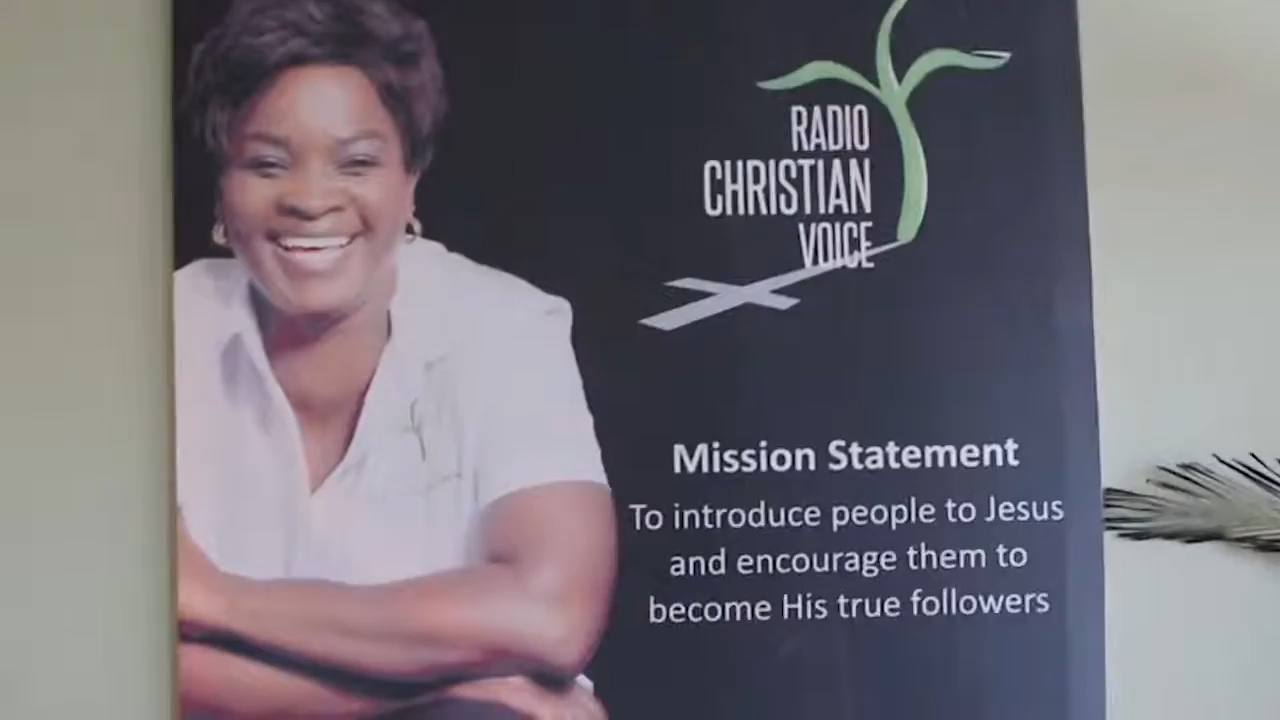 RADIO
CHRISTIAN
VOICE
Mission Statement
To introduce people to Jesus
and encourage them to
become His true followers